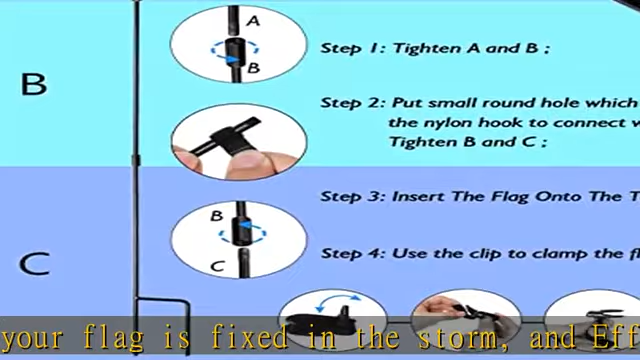 A
B
B
Step 1: Tighten A and B ;
Step 2: Put small round hole which
the nylon hook to connect
Tighten B and C ;
Step 3: Insert The Flag Onto The
B
C
C
Step 4: Use the clip to clamp the
your flag is fixed in the storm, and